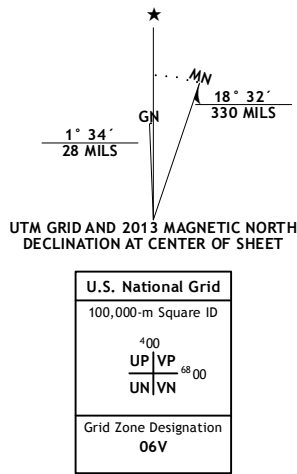 ★
MN
GN
18° 32´
330 MILS
1° 34´
28 MILS
UTM GRID AND 2013 MAGNETIC NORTH
DECLINATION AT CENTER OF SHEET
U.S. National Grid
100,000-m Square ID
⁴00
UP VP
⁶⁸00
UN VN
Grid Zone Designation
06V